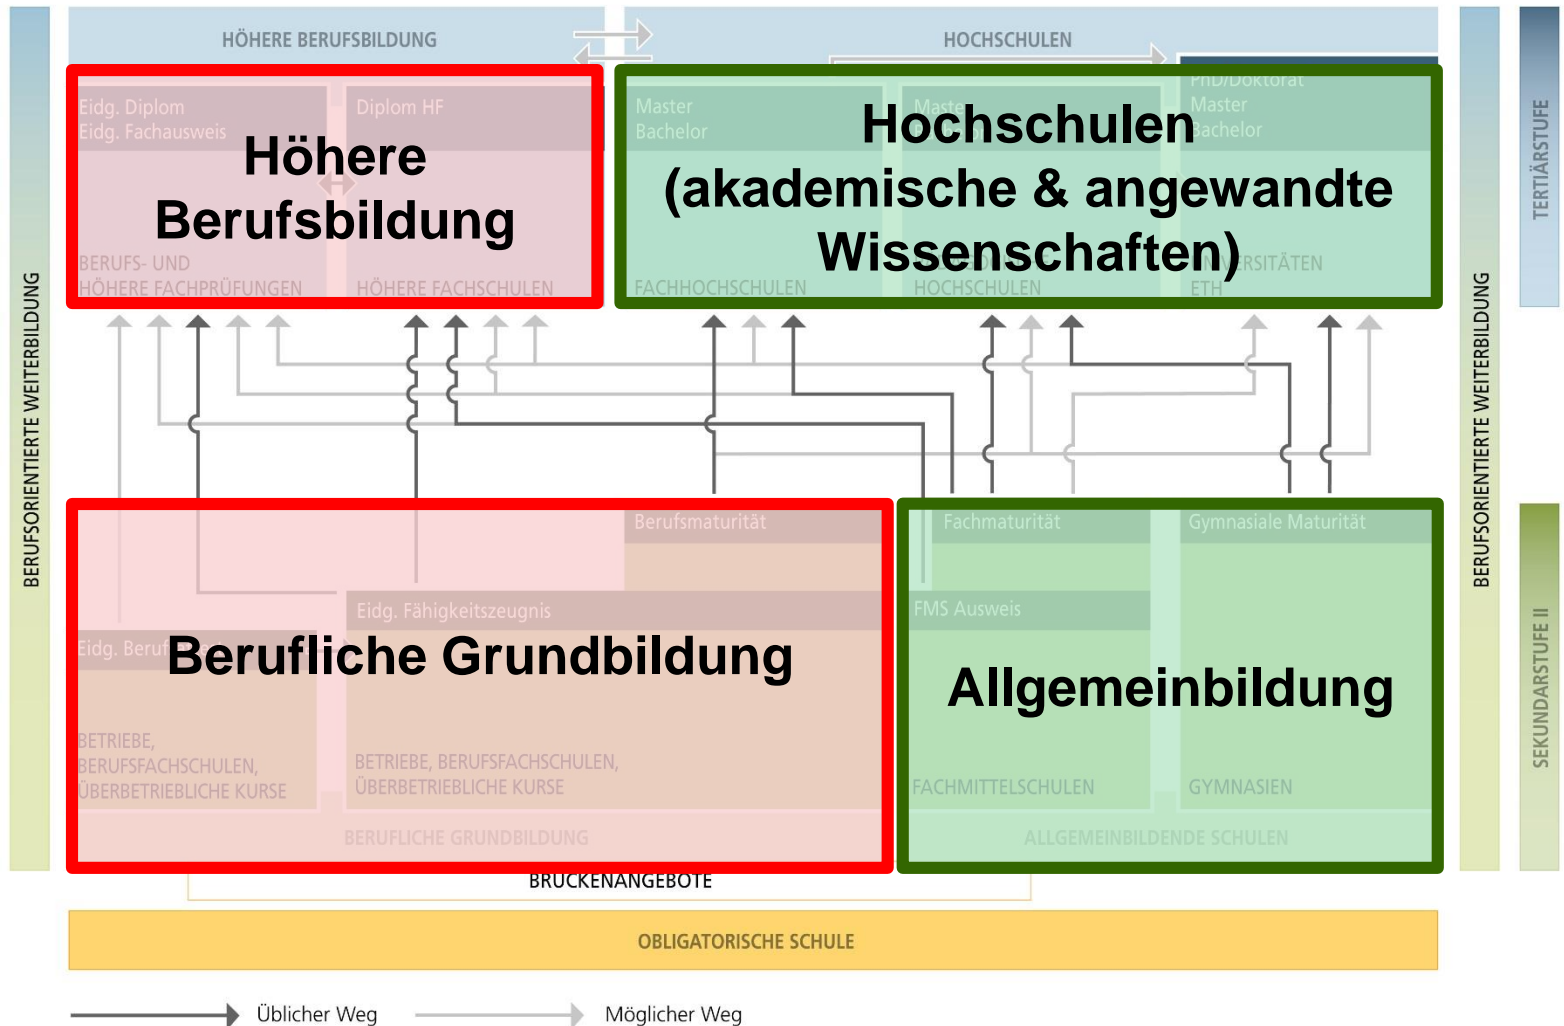 HÖHERE BERUFSBILDUNG
HOCHSCHULEN
Eidg. Diplom
Eidg. Fachausweis
Diplom HF
Master
Bachelor
PhD/Doktorat
Master
Bachelor
Höhere
Berufsbildung
Hochschulen
(akademische & angewandte
Wissenschaften)
BERUFS- UND
HÖHERE FACHPRÜFUNGEN
HÖHERE FACHSCHULEN
FACHHOCHSCHULEN
HOCHSCHULEN
UNIVERSITÄTEN
ETH
BERUFSORIENTIERTE WEITERBILDUNG
BERUFSORIENTIERTE WEITERBILDUNG
TERTIÄRSTUFE
SEKUNDARSTUFE II
Berufsmaturität
Fachmaturität
Gymnasiale Maturität
Eidg. Fähigkeitszeugnis
FMS Ausweis
Eidg.
Berufliche Grundbildung
Allgemeinbildung
BETRIEBE,
BERUFSFACHSCHULEN,
ÜBERBETRIEBLICHE KURSE
BETRIEBE, BERUFSFACHSCHULEN,
ÜBERBETRIEBLICHE KURSE
FACHMITTELSCHULEN
GYMNASIEN
BERUFLICHE GRUNDBILDUNG
ALLGEMEINBILDENDE SCHULEN
BRÜCKENANGEBOTE
OBLIGATORISCHE SCHULE
Üblicher Weg
Möglicher Weg